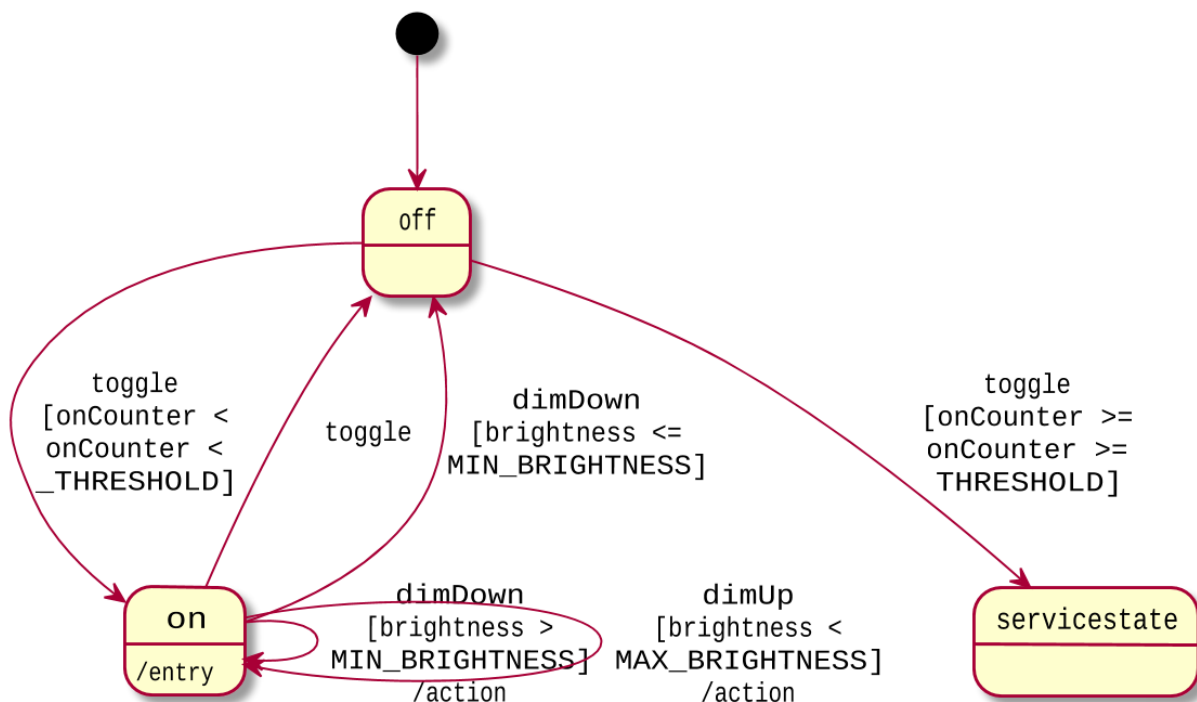 off
toggle
[onCounter <
onCounter <
_THRESHOLD]
toggle
dimDown
[brightness <=
MIN_BRIGHTNESS]
toggle
[onCounter >=
onCounter >=
THRESHOLD]
on
/entry
dimDown
[brightness >
MIN_BRIGHTNESS]
/action
dimUp
[brightness <
MAX_BRIGHTNESS]
/action
servicestate